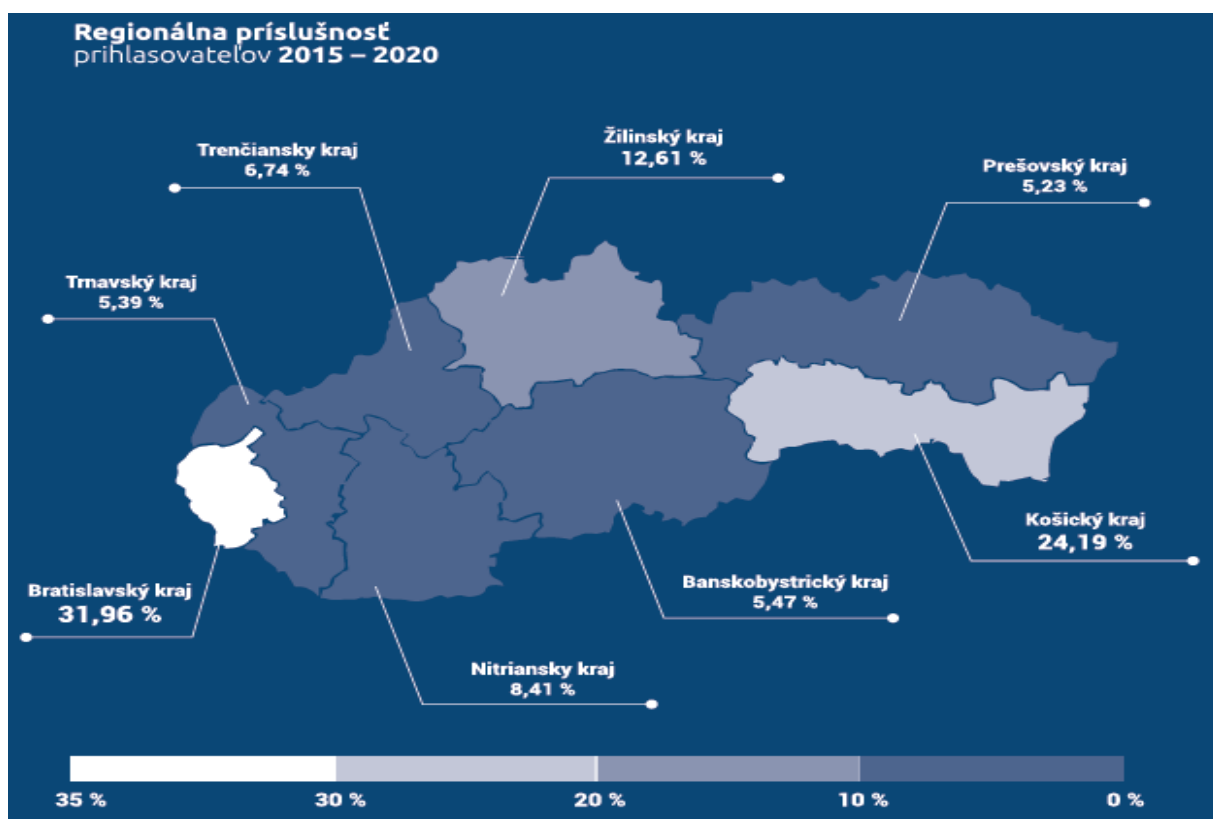 Regionálna príslušnosť
prihlasovateľov 2015 – 2020
Žilinský kraj
12,61 %
Trenčiansky kraj
6,74 %
Prešovský kraj
5,23 %
Trnavský kraj
5,39 %
Košický kraj
24,19 %
Banskobystrický kraj
5,47 %
Bratislavský kraj
31,96 %
Nitriansky kraj
8,41 %
35 % 30 % 20 % 10 % 0 %